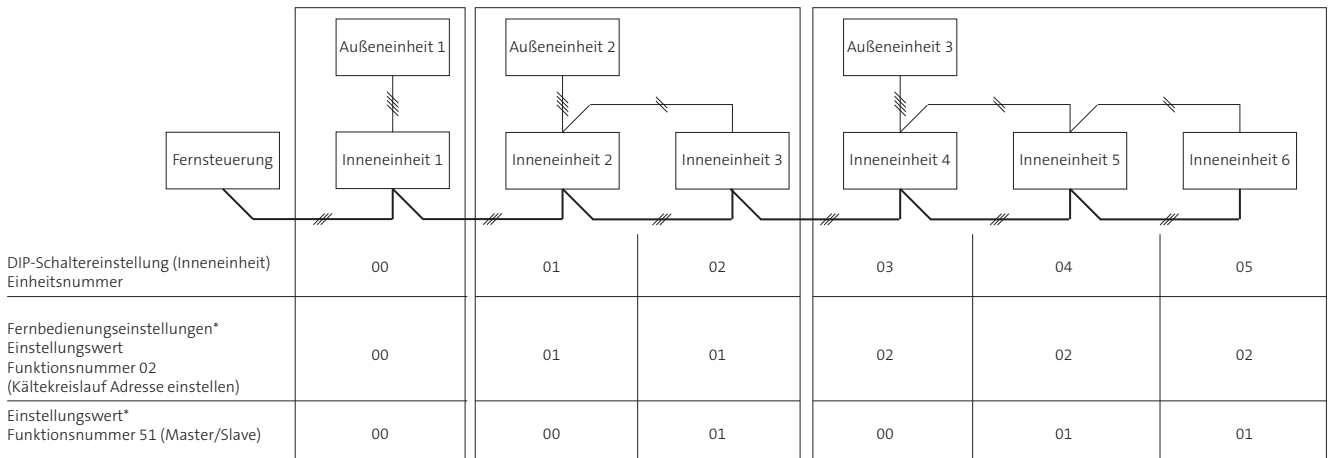 Außeneinheit 1
Außeneinheit 2
Außeneinheit 3
Fernsteuerung
Inneneinheit 1
Inneneinheit 2
Inneneinheit 3
Inneneinheit 4
Inneneinheit 5
Inneneinheit 6
DIP-Schaltereinstellung (Inneneinheit)
Einheitsnummer
00
01
02
03
04
05
Fernbedienungseinstellungen*
Einstellungswert
Funktionsnummer 02
(Kältekreislauf Adresse einstellen)
00
01
01
02
02
02
Einstellungswert*
Funktionsnummer 51 (Master/Slave)
00
00
01
00
01
01